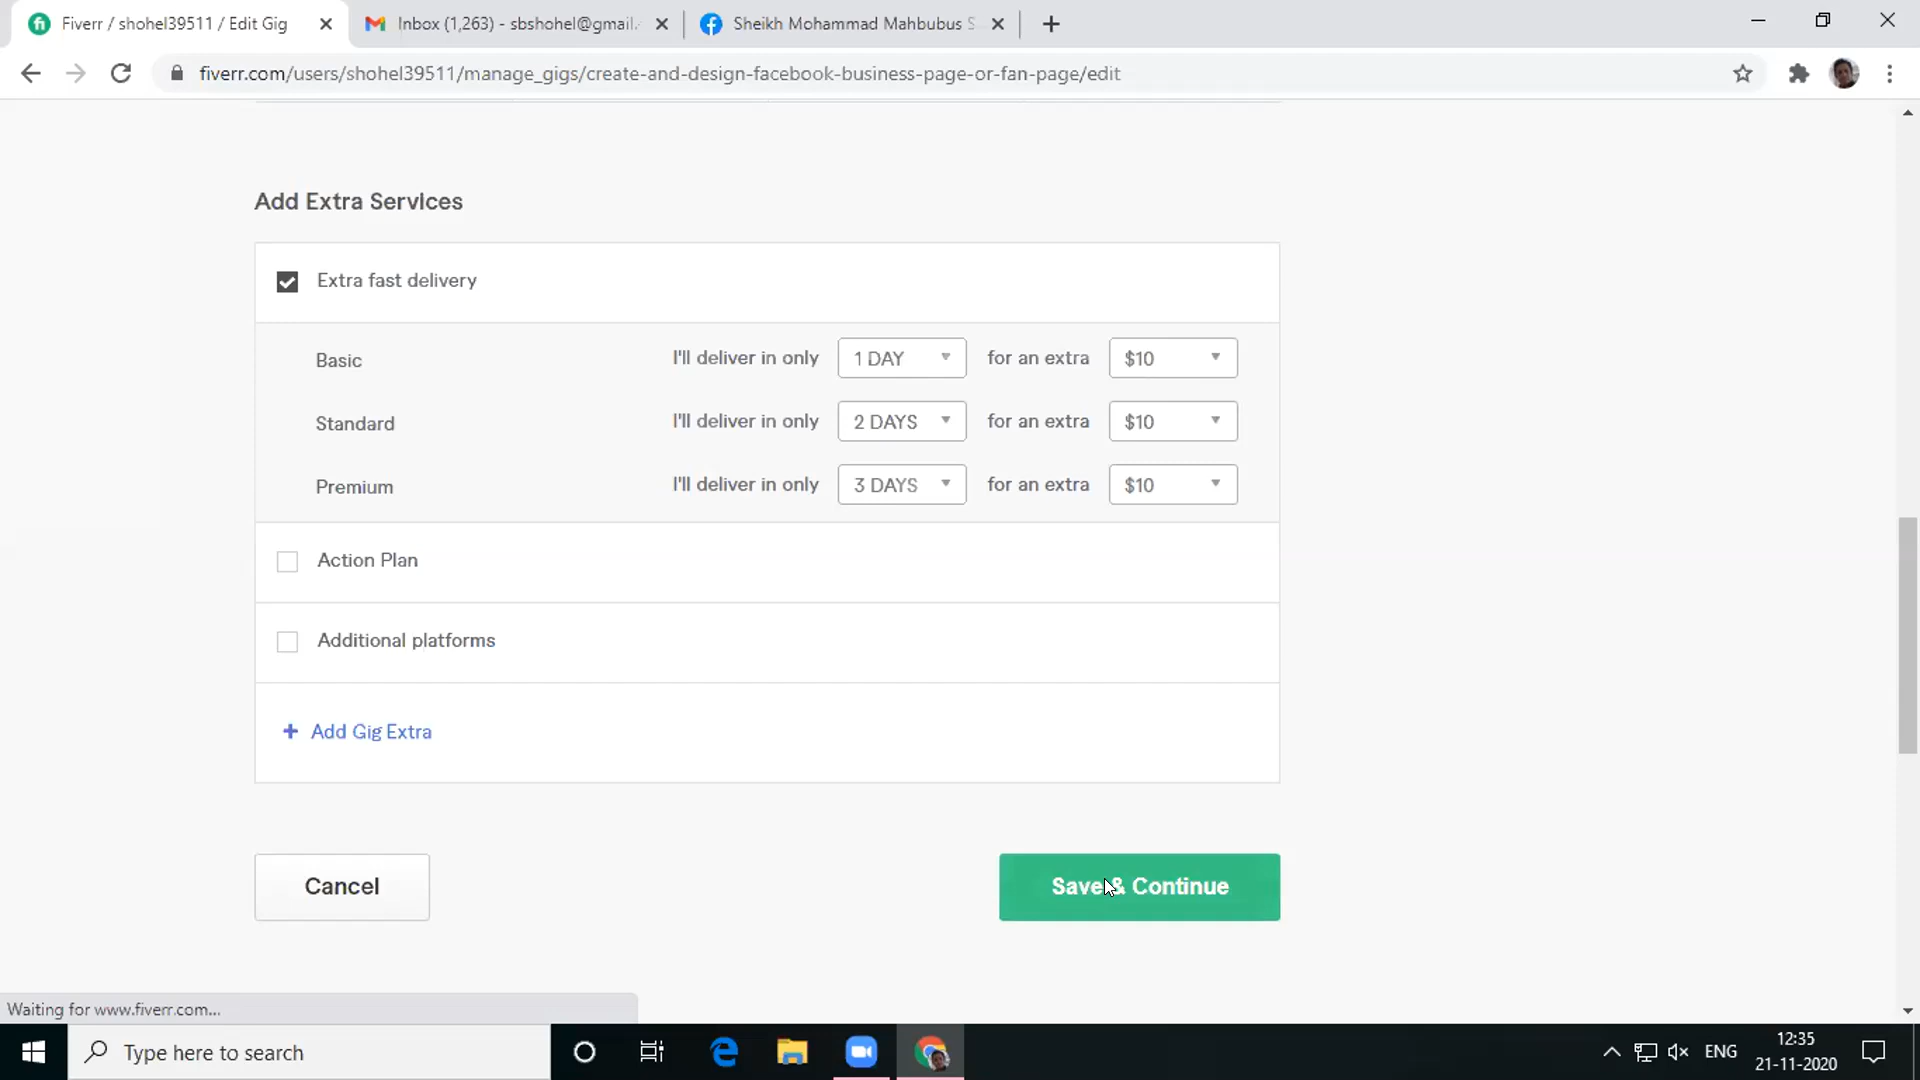 Fiverr / shohel39511 / Edit Gig
Inbox (1,263) - sbshohel@gmail.
Sheikh Mohammad Mahbubus S
fiverr.com/users/shohel39511/manage_gigs/create-and-design-facebook-business-page-or-fan-page/edit
Add Extra Services
Extra fast delivery
Basic I'll deliver in only 1 DAY for an extra $10
Standard I'll deliver in only 2 DAYS for an extra $10
Premium I'll deliver in only 3 DAYS for an extra $10
Action Plan
Additional platforms
+ Add Gig Extra
Cancel Save & Continue
Waiting for www.fiverr.com...
Type here to search
ENG
12:35
21-11-2020